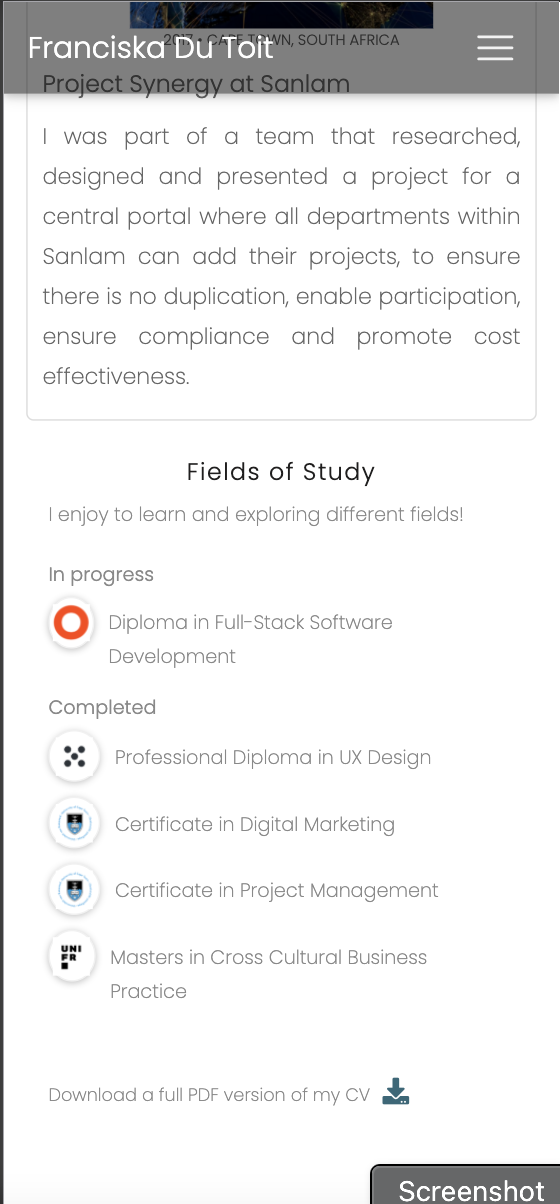 Franciska Du Toit
2017 • CAPE TOWN, SOUTH AFRICA
Project Synergy at Sanlam
I was part of a team that researched,
designed and presented a project for a
central portal where all departments within
Sanlam can add their projects, to ensure
there is no duplication, enable participation,
ensure compliance and promote cost
effectiveness.
Fields of Study
I enjoy to learn and exploring different fields!
In progress
Diploma in Full-Stack Software
Development
Completed
Professional Diploma in UX Design
Certificate in Digital Marketing
Certificate in Project Management
UNI
FR
Masters in Cross Cultural Business
Practice
Download a full PDF version of my CV
Screenshot